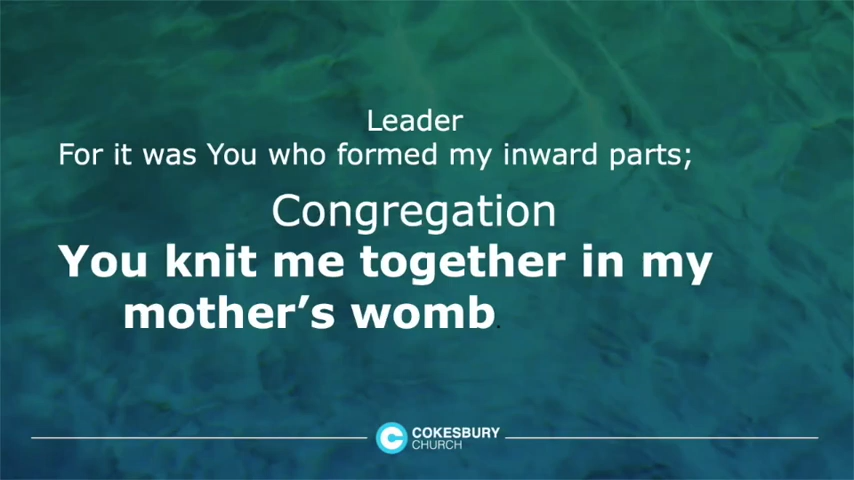 Leader
For it was You who formed my inward parts;
Congregation
You knit me together in my
mother’s womb.
COKESBURY
CHURCH